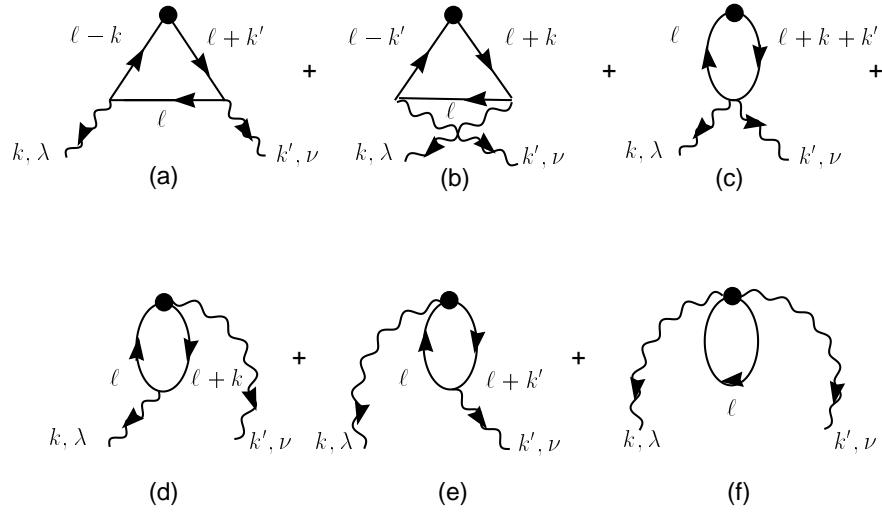 ℓ − k ℓ + k′ + ℓ − k′ ℓ + k + ℓ ℓ + k + k′ +
ℓ ℓ
k, λ k′, ν k, λ k′, ν k, λ k′, ν
(a) (b) (c)
ℓ ℓ + k + ℓ ℓ + k′ + ℓ
k, λ k′, ν k, λ k′, ν k, λ k′, ν
(d) (e) (f)